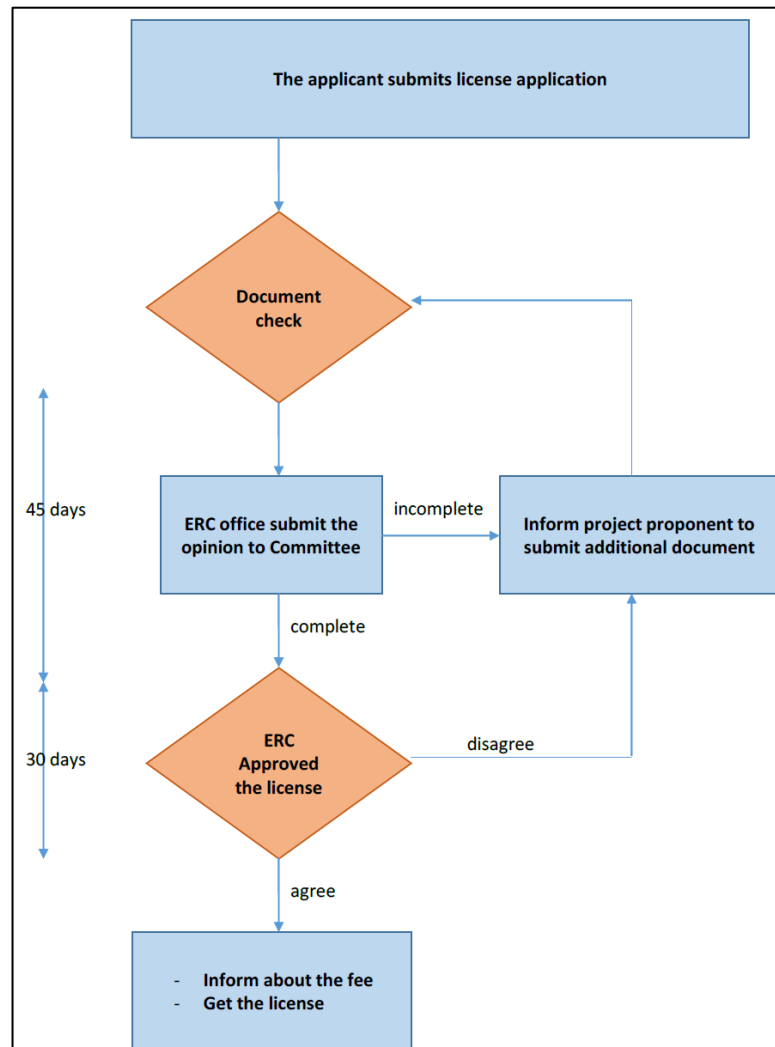 The applicant submits license application
Document
check
45 days
ERC office submit the
opinion to Committee
incomplete
Inform project proponent to
submit additional document
complete
30 days
ERC
Approved
the license
disagree
agree
- Inform about the fee
- Get the license